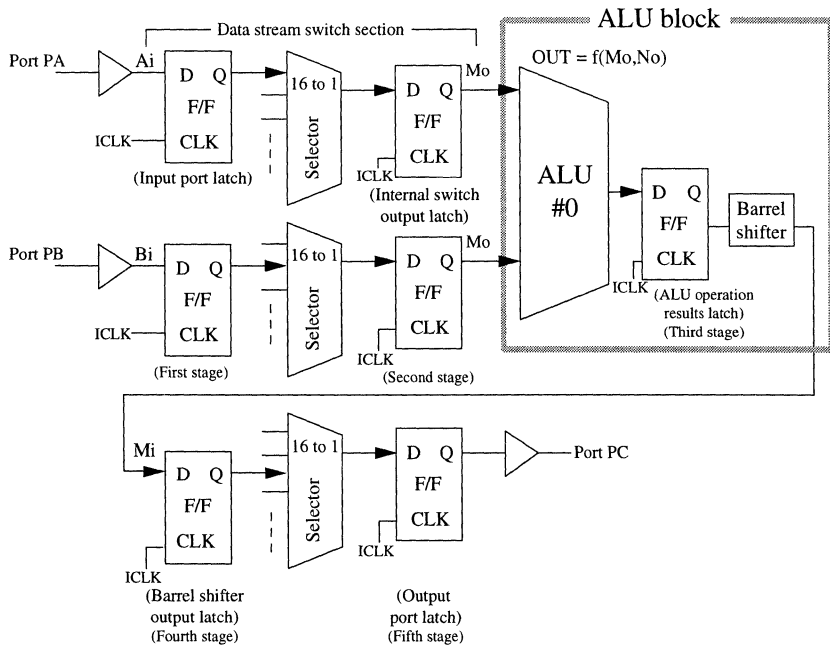 ALU block
Data stream switch section
OUT = f(Mo,No)
Port PA
Ai
D Q
F/F
CLK
ICLK
(Input port latch)
16 to 1
Selector
D Q
F/F
CLK
ICLK
Mo
(Internal switch
output latch)
ALU
#0
D Q
F/F
CLK
ICLK
(ALU operation
results latch)
(Third stage)
Barrel
shifter
Port PB
Bi
D Q
F/F
CLK
ICLK
(First stage)
16 to 1
Selector
D Q
F/F
CLK
ICLK
Mo
(Second stage)
Mi
D Q
F/F
CLK
ICLK
(Barrel shifter
output latch)
(Fourth stage)
16 to 1
Selector
D Q
F/F
CLK
ICLK
(Output
port latch)
(Fifth stage)
Port PC